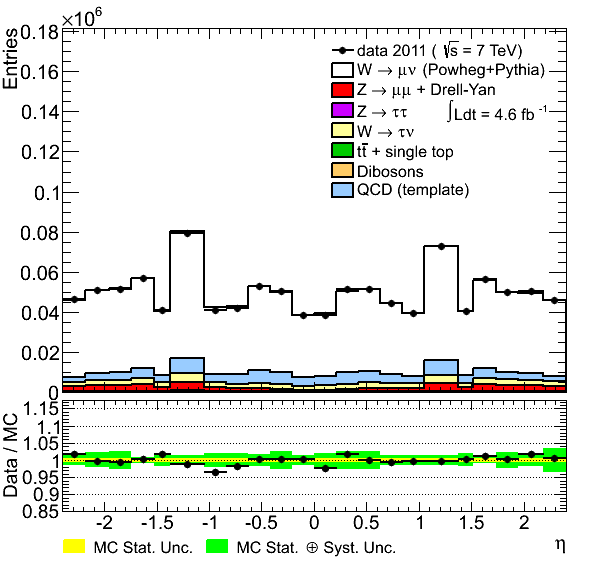 ×10⁶
Entries
0.18
0.16
0.14
0.12
0.1
0.08
0.06
0.04
0.02
0
data 2011 ( √s = 7 TeV)
W → μν (Powheg+Pythia)
Z → μμ + Drell-Yan
Z → ττ
∫Ldt = 4.6 fb⁻¹
W → τν
tt̄ + single top
Dibosons
QCD (template)
Data / MC
1.15
1.1
1.05
1
0.95
0.9
0.85
-2 -1.5 -1 -0.5 0 0.5 1 1.5 2
MC Stat. Unc. MC Stat. ⊕ Syst. Unc. η